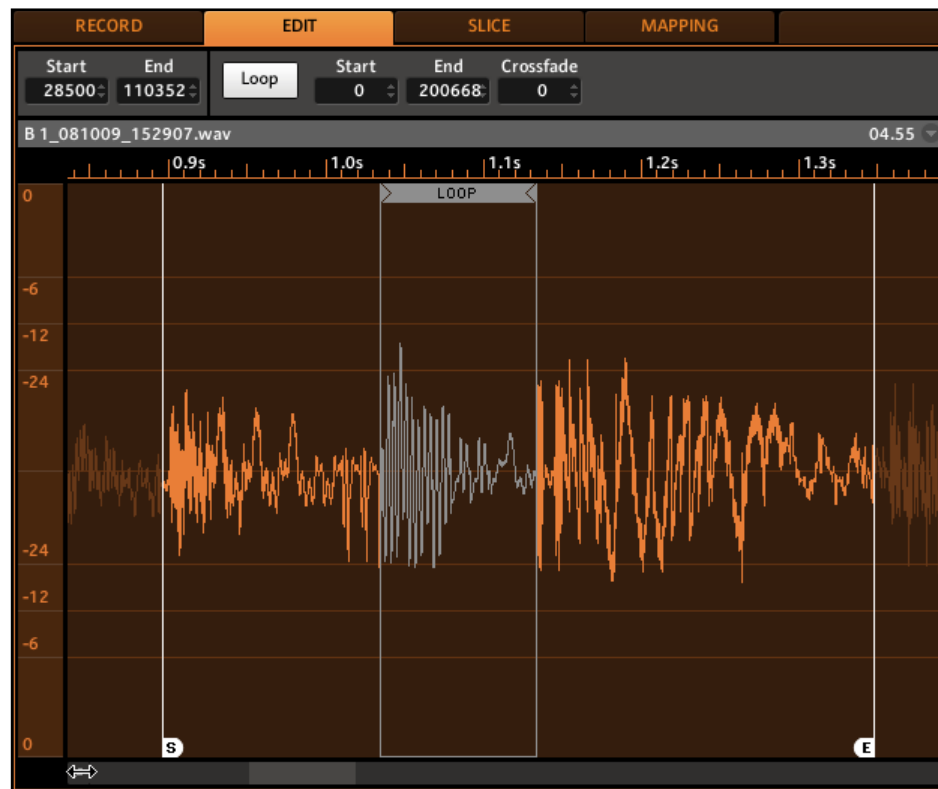 RECORD EDIT SLICE MAPPING
Start End Loop Start End Crossfade
28500 110352 0 200668 0
B 1_081009_152907.wav 04.55
0.9s 1.0s 1.1s 1.2s 1.3s
0 LOOP
-6
-12
-24
-24
-12
-6
0 S E